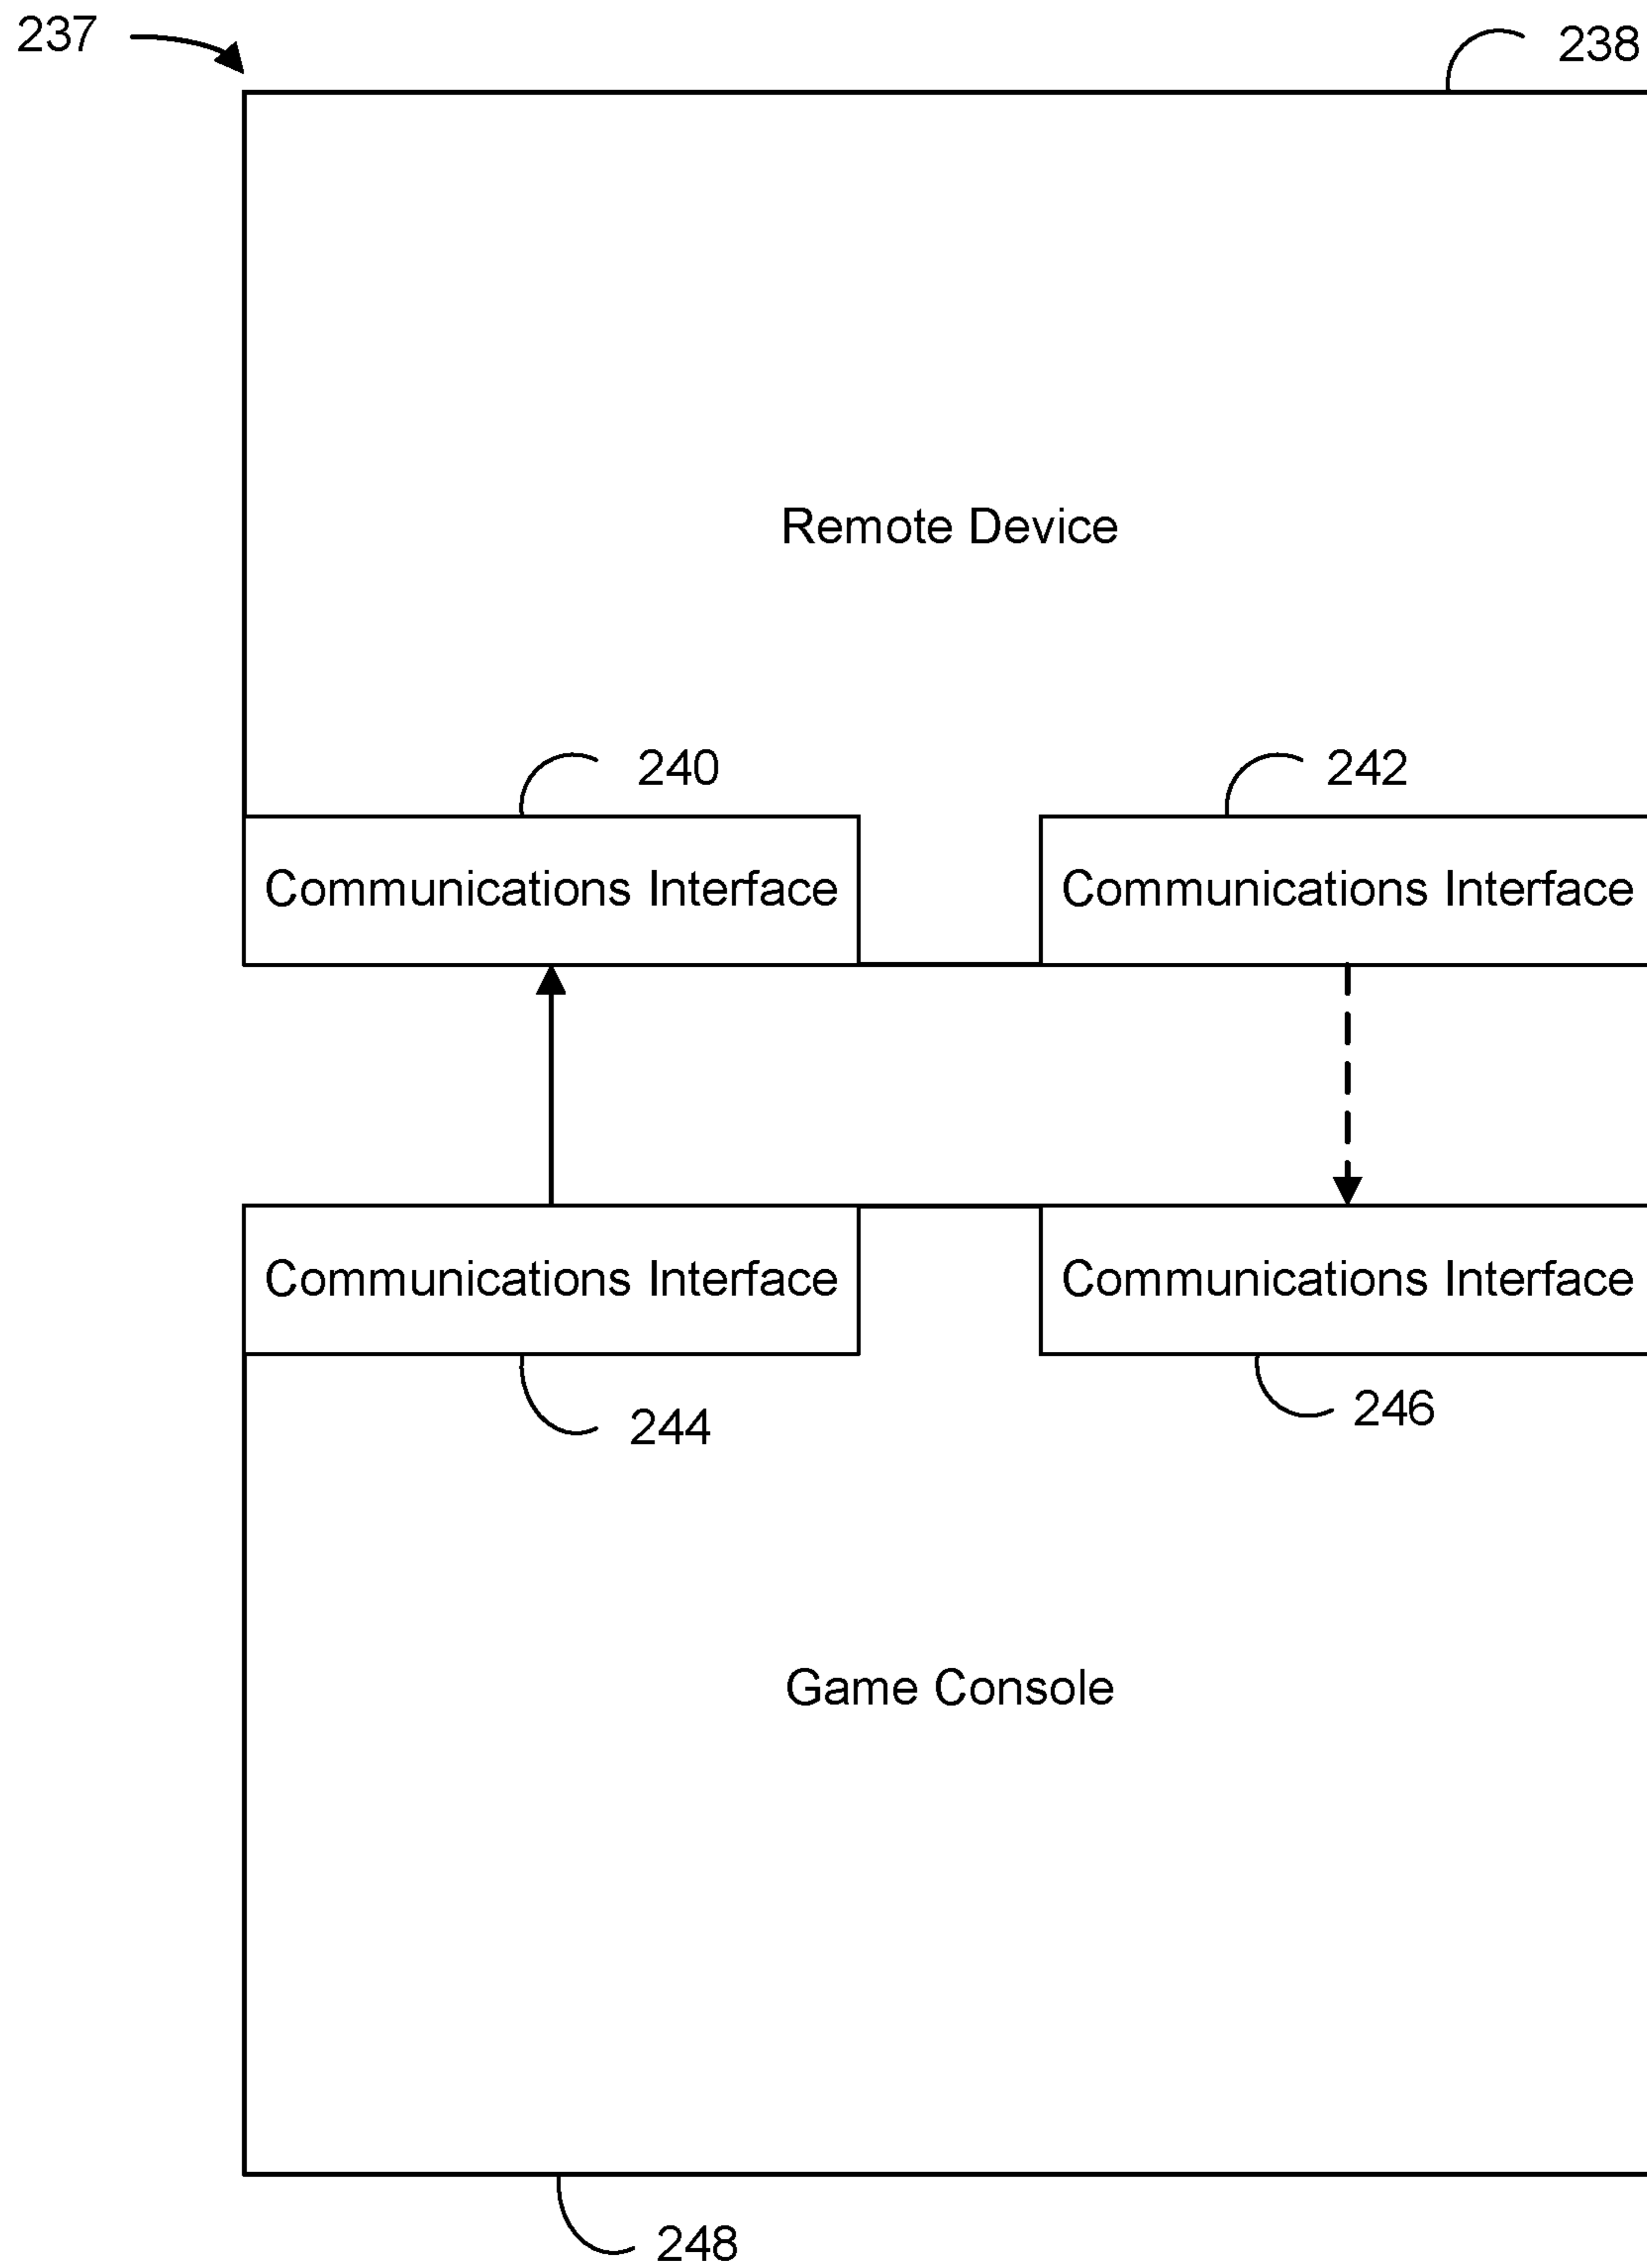 237
238
Remote Device
240
242
Communications Interface
Communications Interface
Communications Interface
Communications Interface
244
246
Game Console
248